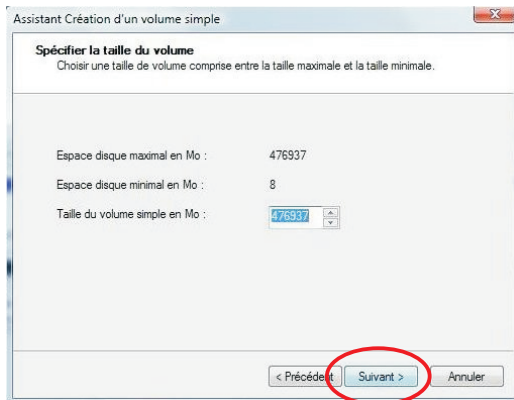 Assistant Création d'un volume simple
Spécifier la taille du volume
Choisir une taille de volume comprise entre la taille maximale et la taille minimale.
Espace disque maximal en Mo : 476937
Espace disque minimal en Mo : 8
Taille du volume simple en Mo : 476937
< Précédent Suivant > Annuler